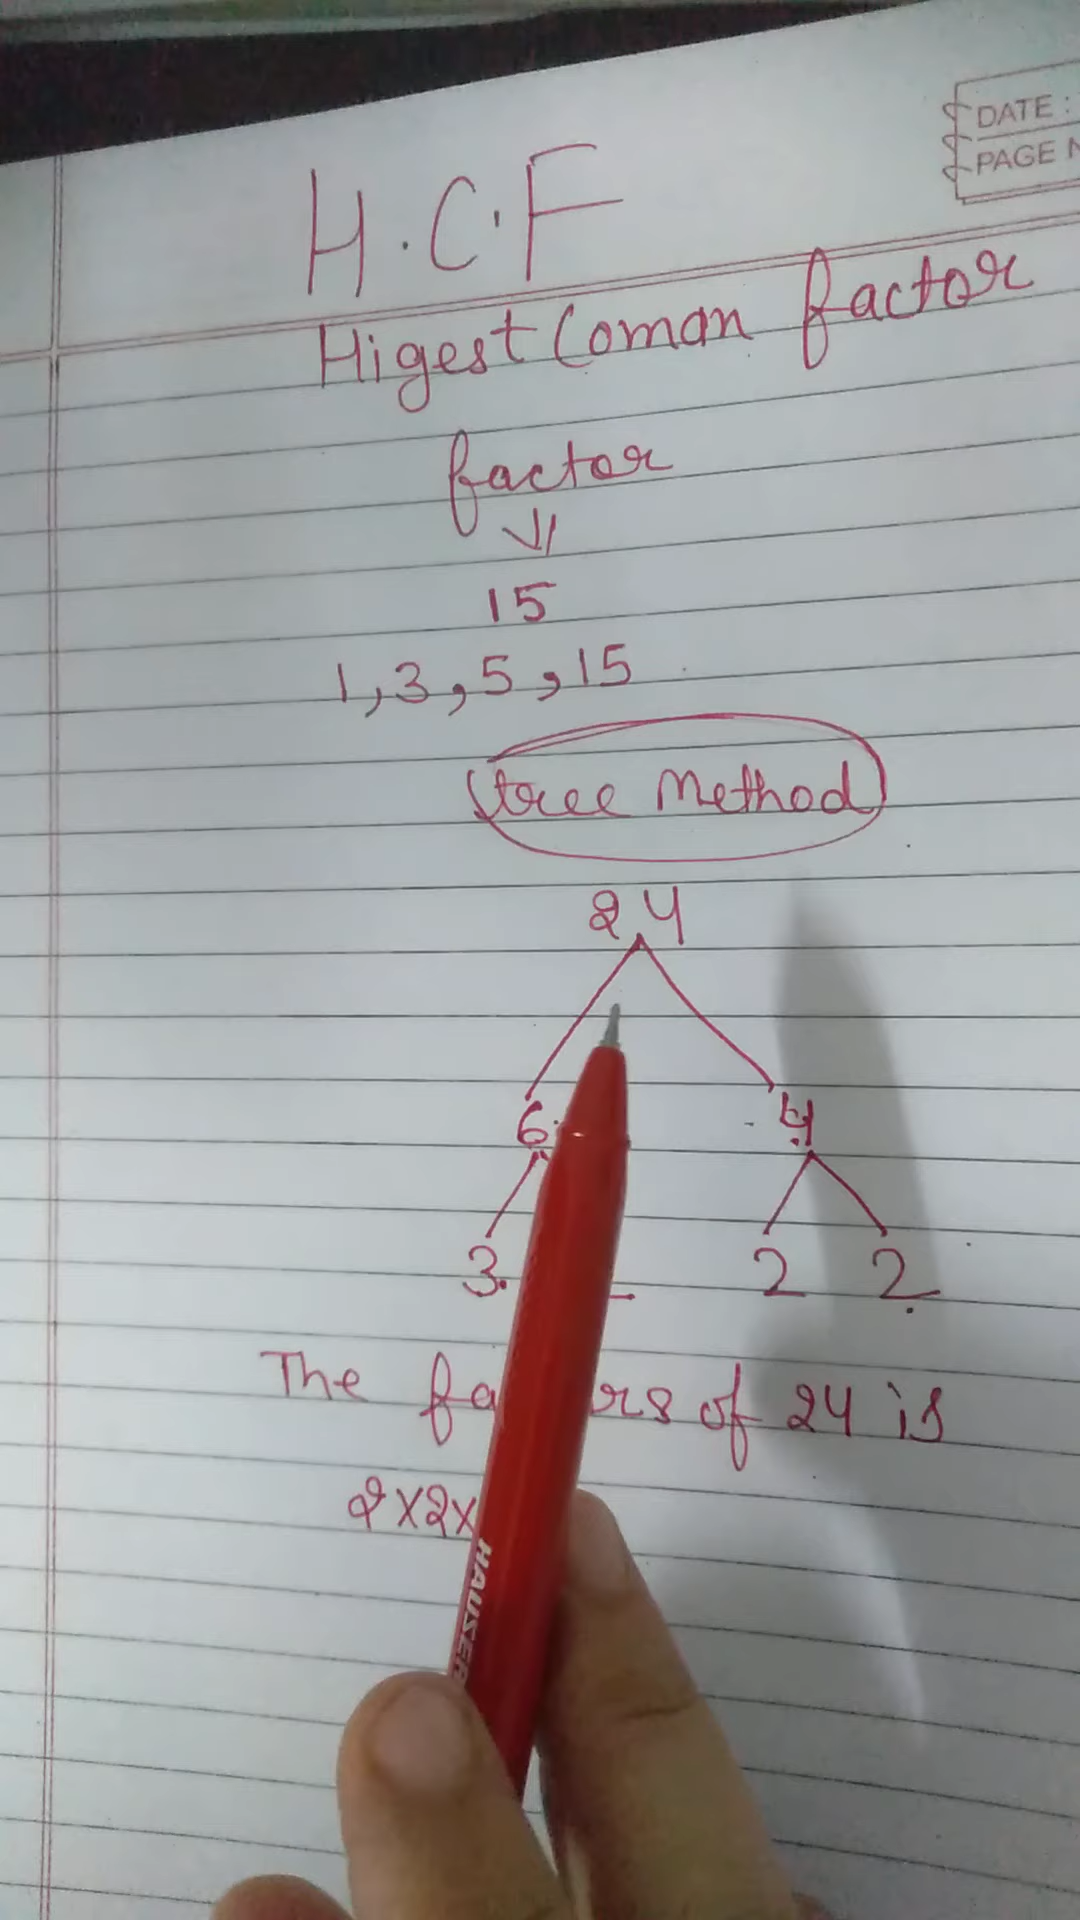 DATE :
PAGE N
H.C.F
Higest Coman factor
factor
15
1, 3, 5, 15
tree Method
24
6 4
3 2 2
The of 24 is
2x2x
HAUSER